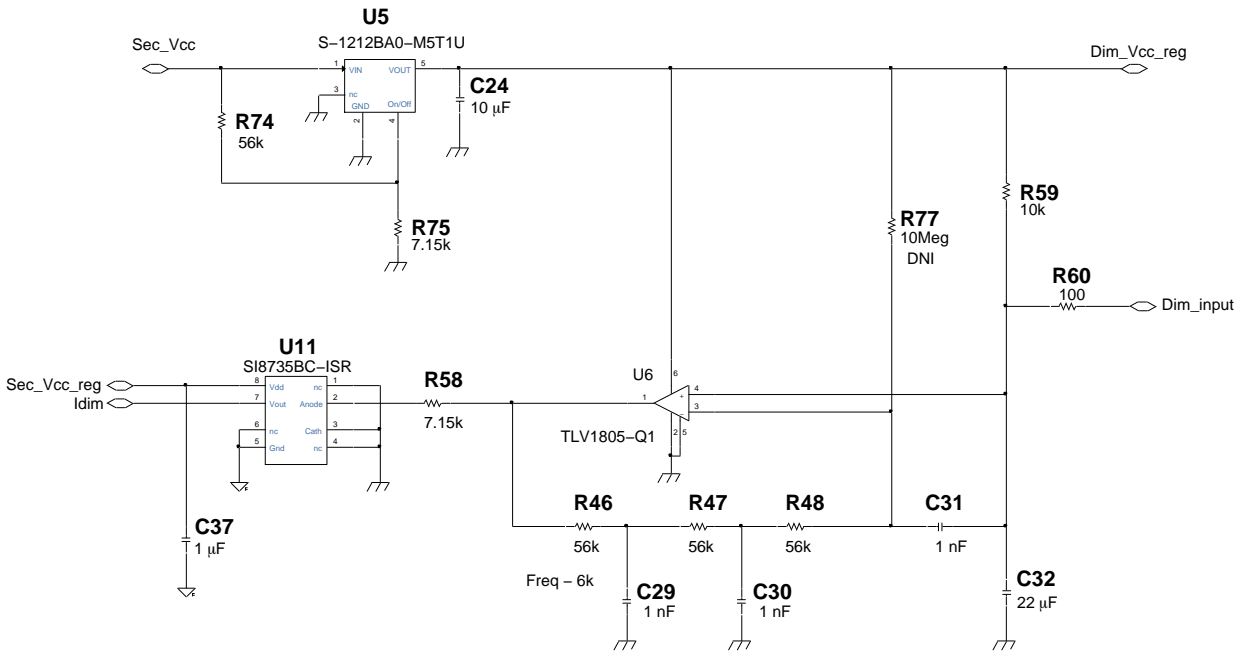 U5
S-1212BA0-M5T1U
Sec_Vcc
Dim_Vcc_reg
1
VIN
VOUT
5
3
nc
GND
On/Off
2
4
C24
10 µF
R74
56k
R75
7.15k
R59
10k
R77
10Meg
DNI
R60
100
Dim_input
U11
SI8735BC-ISR
Sec_Vcc_reg
Idim
8
Vdd
nc
1
7
Vout
Anode
2
6
nc
Cath
3
5
Gnd
nc
4
R58
7.15k
U6
6
1
4
+
3
−
2
5
TLV1805-Q1
F
R46
R47
R48
C31
56k
56k
56k
1 nF
C37
1 µF
Freq - 6k
C29
1 nF
C30
1 nF
C32
22 µF
F